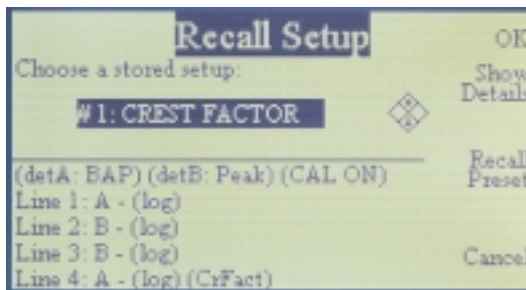 Recall Setup
OK
Choose a stored setup:
Show
Details
# 1: CREST FACTOR
Recall
Preset
(detA: BAP) (detB: Peak) (CAL ON)
Line 1: A - (log)
Line 2: B - (log)
Line 3: B - (log)
Cancel
Line 4: A - (log) (CrFact)